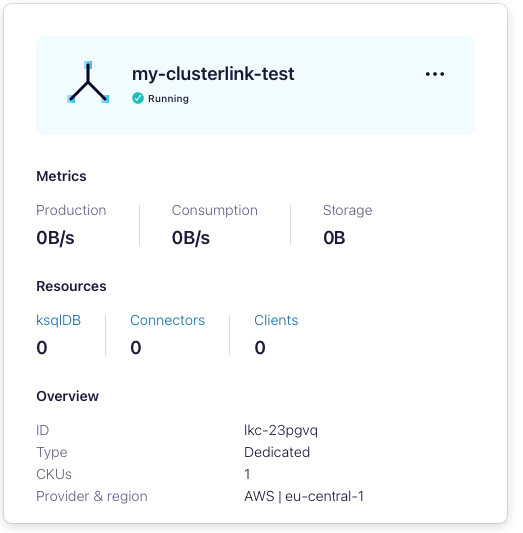 my-clusterlink-test
Running
Metrics
Production Consumption Storage
0B/s 0B/s 0B
Resources
ksqlDB Connectors Clients
0 0 0
Overview
ID lkc-23pgvq
Type Dedicated
CKUs 1
Provider & region AWS | eu-central-1